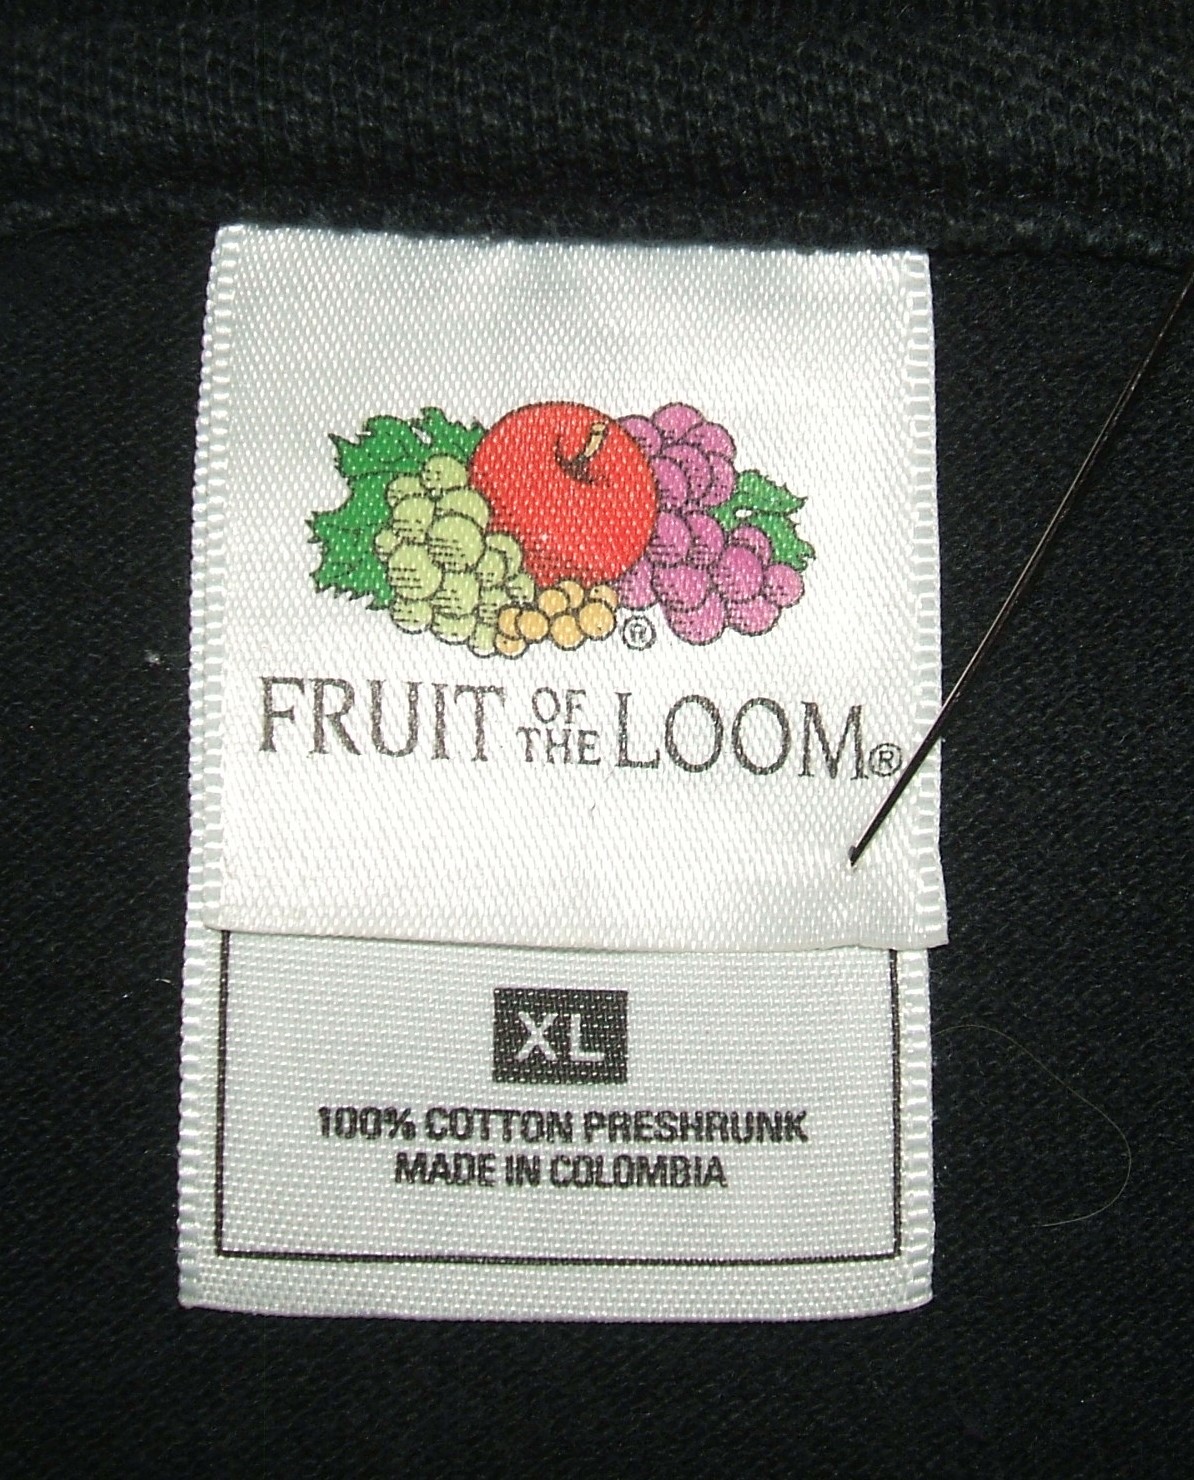 ®
FRUIT OF THE LOOM®
XL
100% COTTON PRESHRUNK
MADE IN COLOMBIA